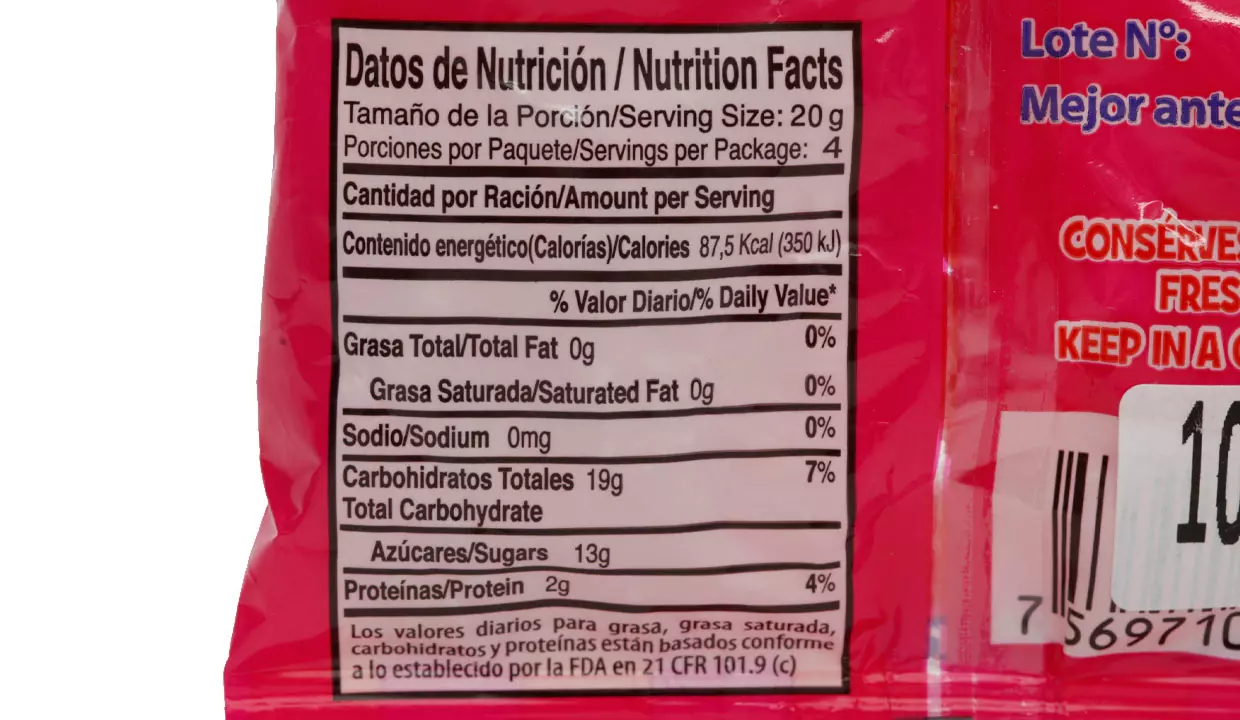 Datos de Nutrición / Nutrition Facts
Tamaño de la Porción/Serving Size: 20 g
Porciones por Paquete/Servings per Package: 4
Cantidad por Ración/Amount per Serving
Contenido energético(Calorías)/Calories 87,5 Kcal (350 kJ)
% Valor Diario/% Daily Value*
Grasa Total/Total Fat 0g 0%
Grasa Saturada/Saturated Fat 0g 0%
Sodio/Sodium 0mg 0%
Carbohidratos Totales 19g 7%
Total Carbohydrate
Azúcares/Sugars 13g
Proteínas/Protein 2g 4%
Los valores diarios para grasa, grasa saturada,
carbohidratos y proteínas están basados conforme
a lo establecido por la FDA en 21 CFR 101.9 (c)
Lote Nº:
Mejor ante
CONSÉRVES
FRES
KEEP IN A
10
7 569710